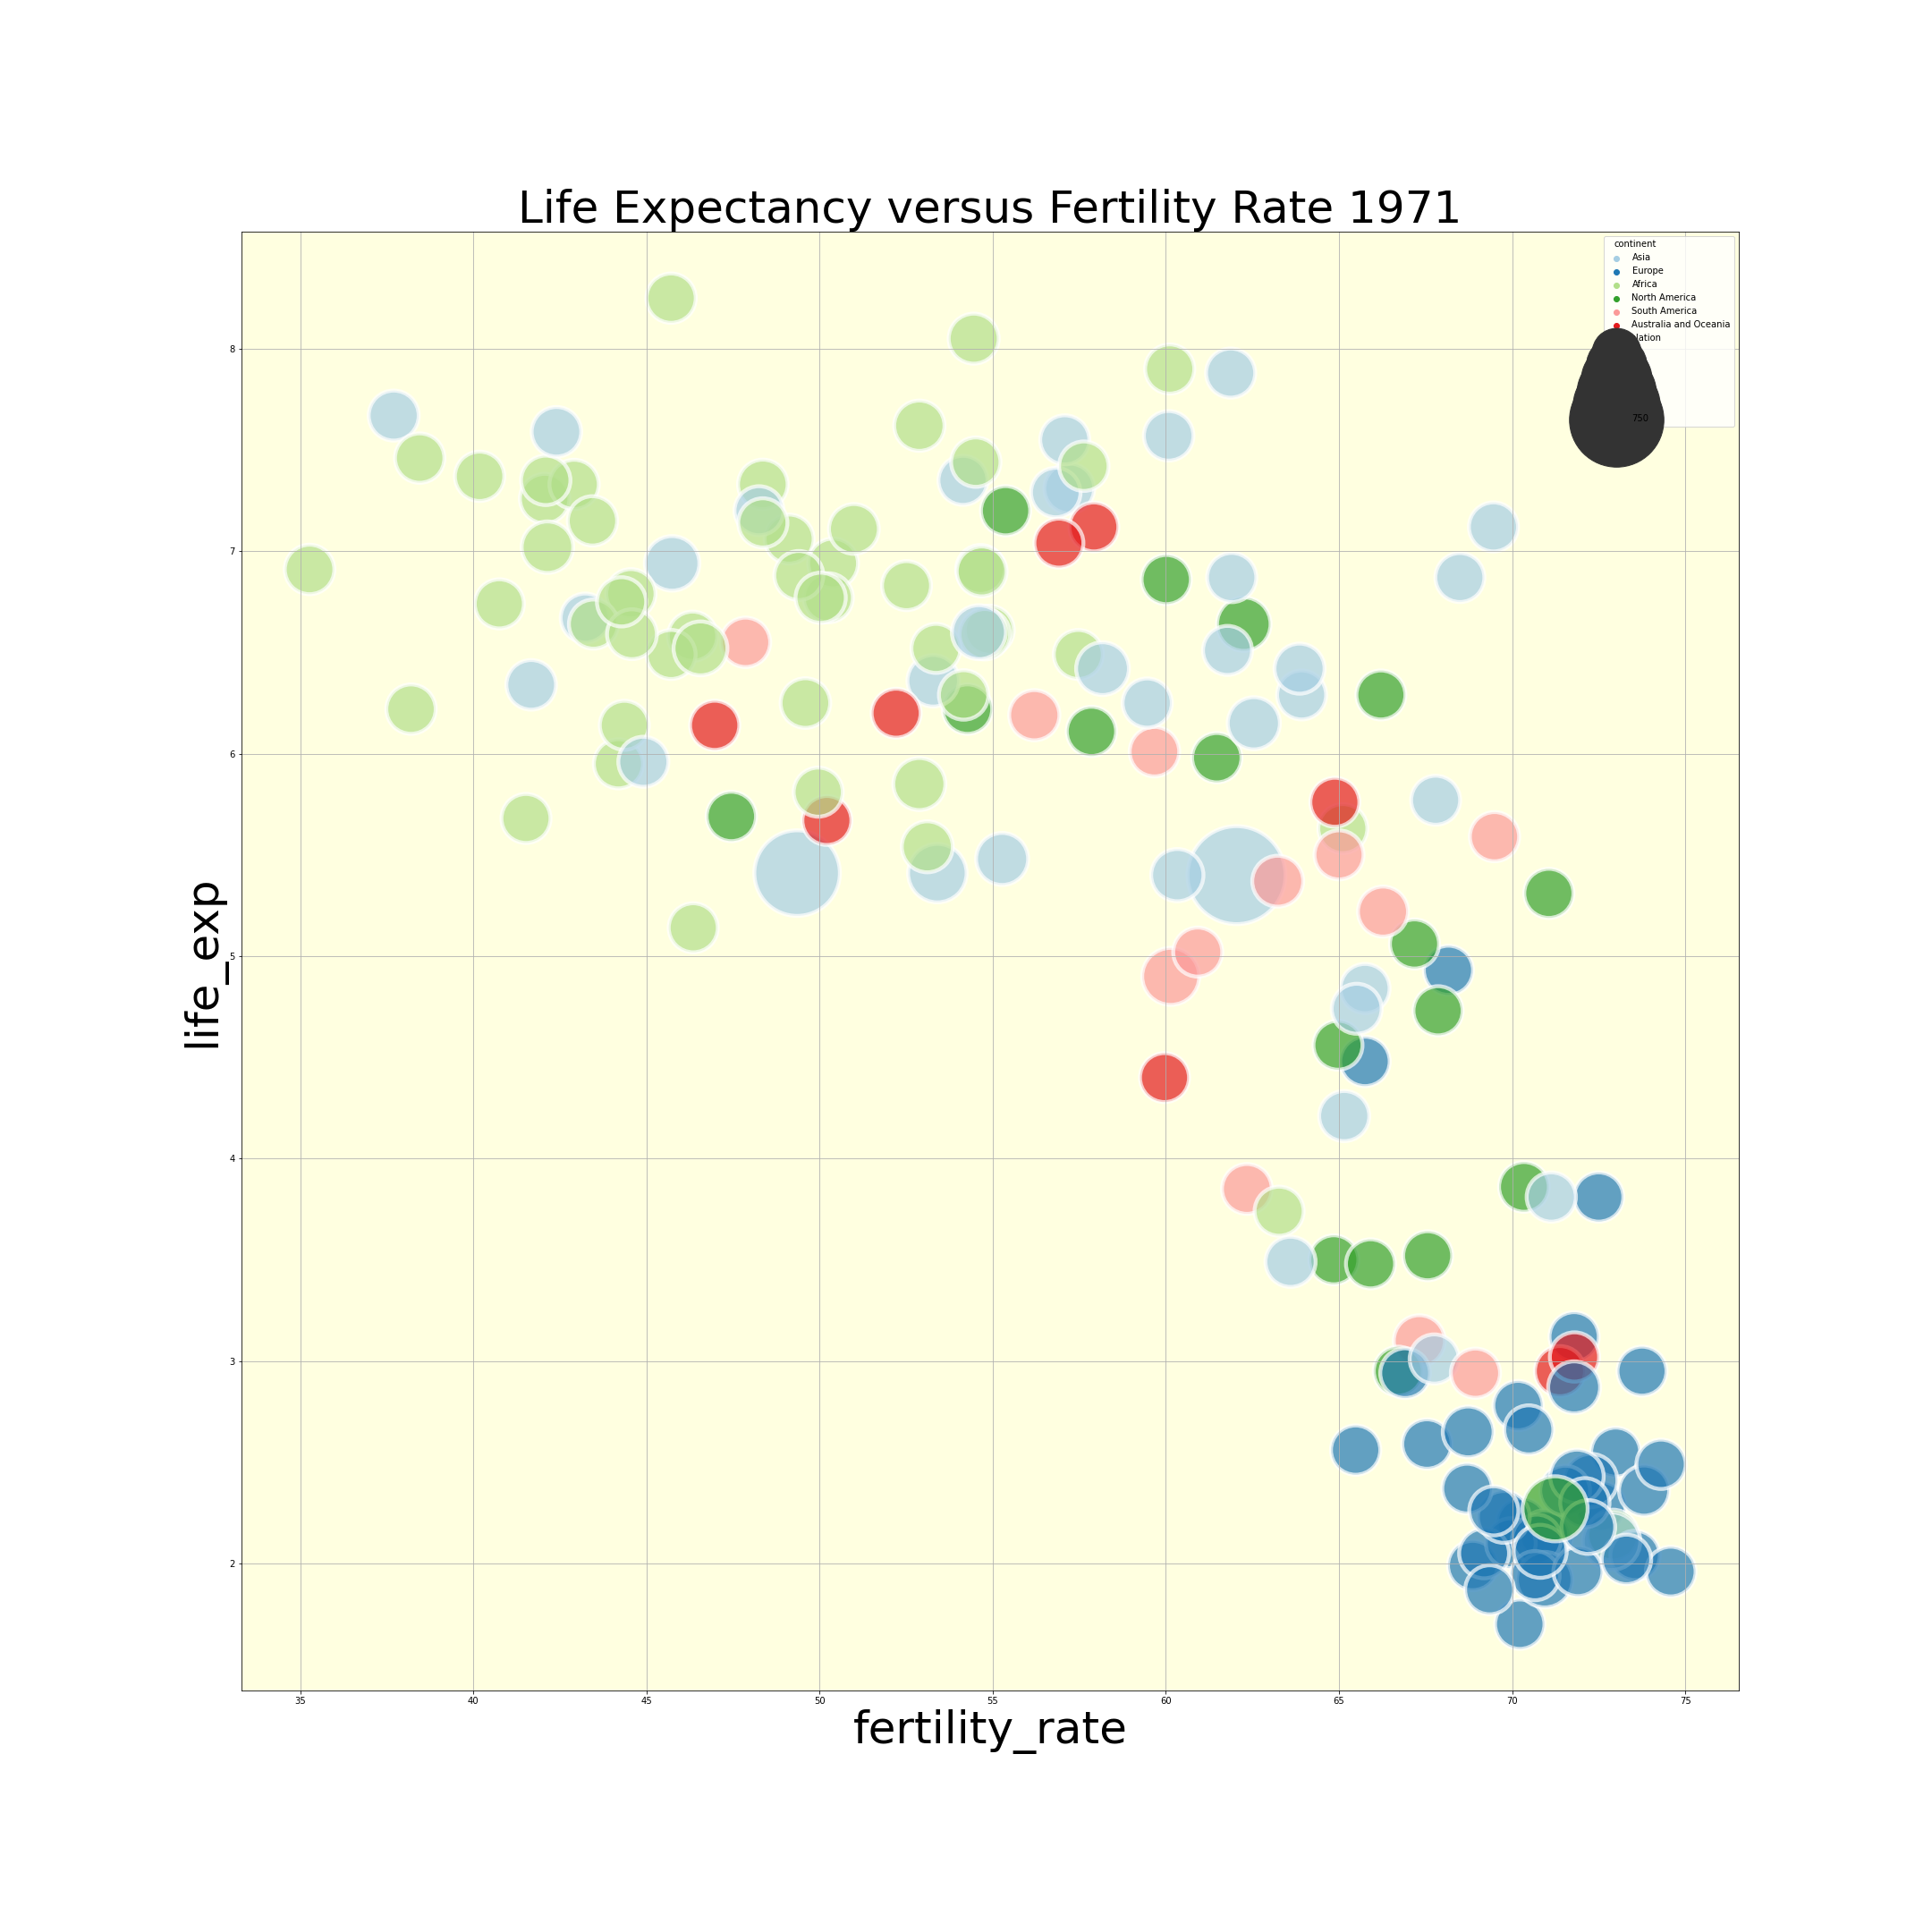 Life Expectancy versus Fertility Rate 1971
continent
Asia
Europe
Africa
North America
South America
Australia and Oceania
lation
750
8
7
6
5
4
3
2
life_exp
35 40 45 50 55 60 65 70 75
fertility_rate